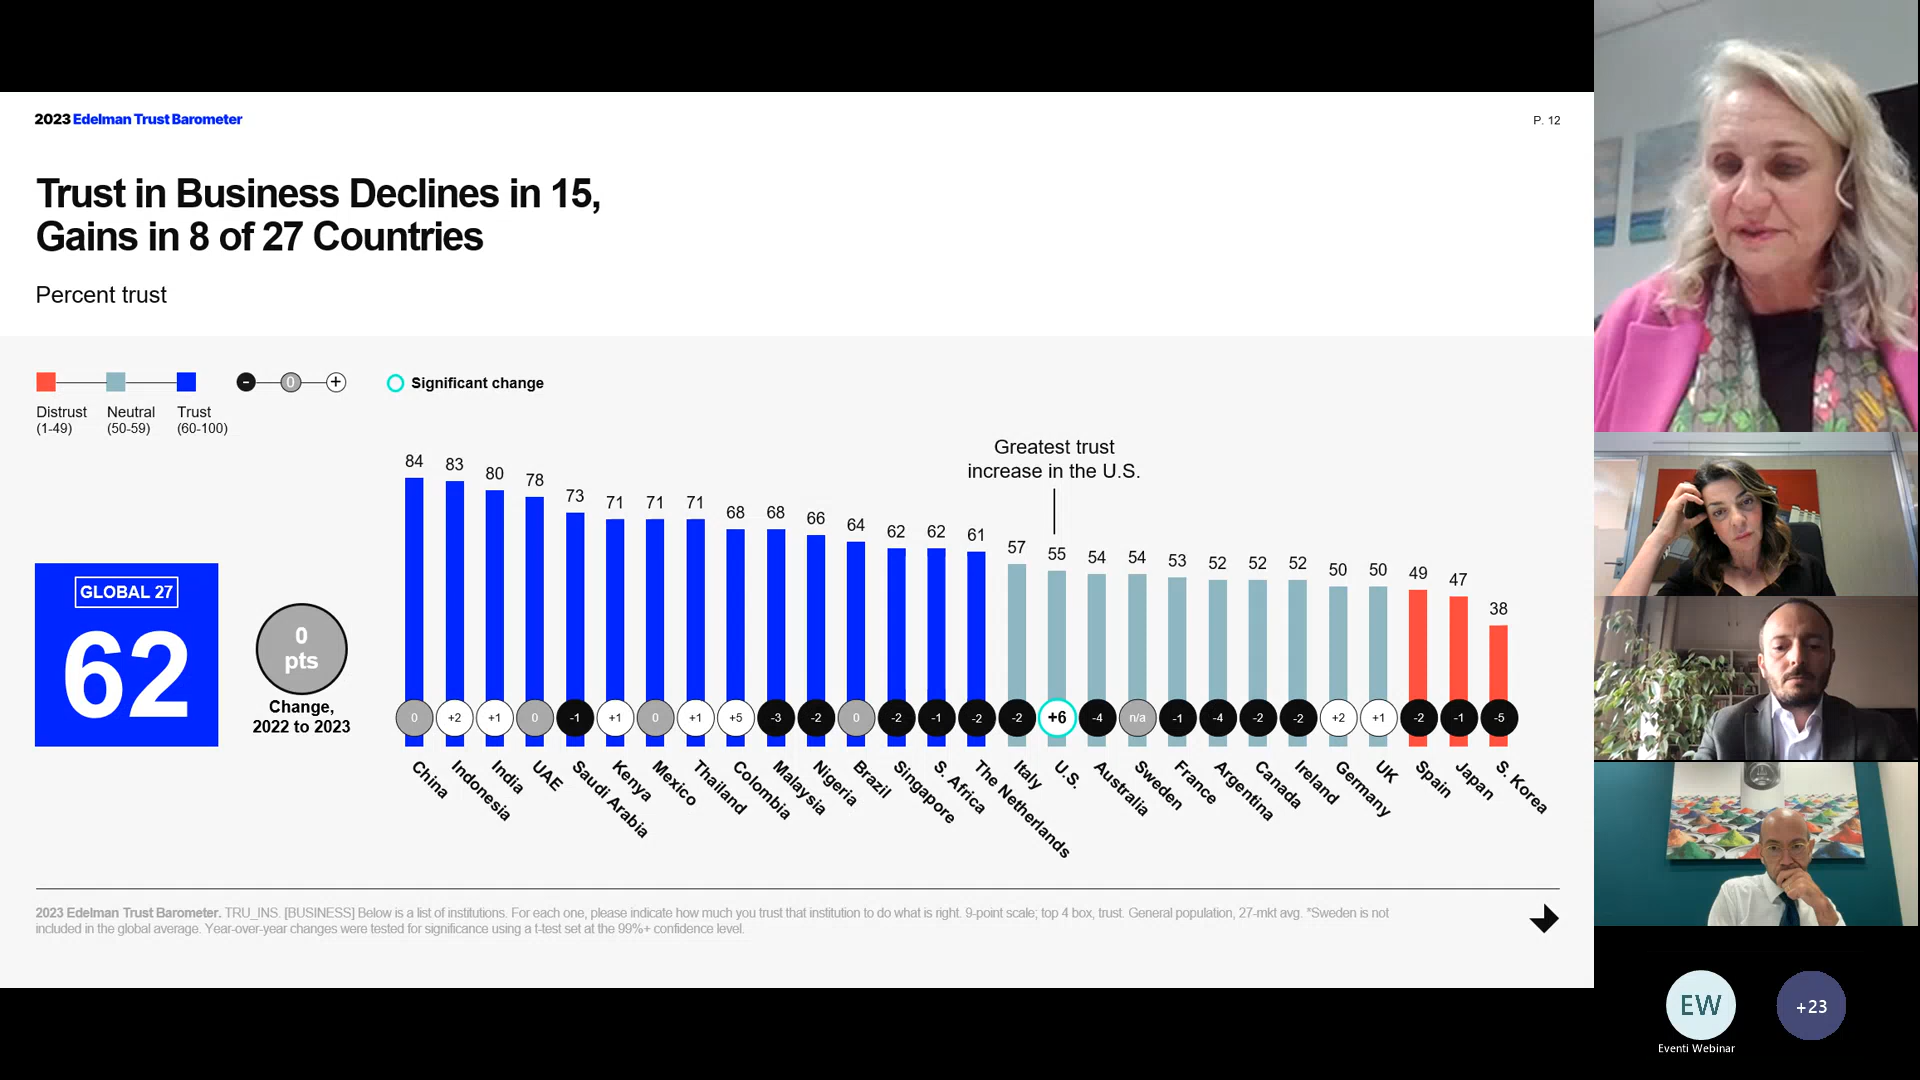 2023 Edelman Trust Barometer
P. 12
Trust in Business Declines in 15,
Gains in 8 of 27 Countries
Percent trust
- 0 +
Significant change
Distrust Neutral Trust
(1-49) (50-59) (60-100)
Greatest trust
increase in the U.S.
84 83 80 78 73 71 71 71 68 68 66 64 62 62 61 57 55 54 54 53 52 52 52 50 50 49 47 38
GLOBAL 27
62
0
pts
Change,
2022 to 2023
0 +2 +1 0 -1 +1 0 +1 +5 -3 -2 0 -2 -1 -2 -2 +6 -4 n/a -1 -4 -2 -2 +2 +1 -2 -1 -5
China
Indonesia
India
UAE
Saudi Arabia
Kenya
Mexico
Thailand
Colombia
Malaysia
Nigeria
Brazil
Singapore
S. Africa
The Netherlands
Italy
U.S.
Australia
Sweden
France
Argentina
Canada
Ireland
Germany
UK
Spain
Japan
S. Korea
2023 Edelman Trust Barometer. TRU_INS. [BUSINESS] Below is a list of institutions. For each one, please indicate how much you trust that institution to do what is right. 9-point scale; top 4 box, trust. General population, 27-mkt avg. *Sweden is not
included in the global average. Year-over-year changes were tested for significance using a t-test set at the 99%+ confidence level.
EW
+23
Eventi Webinar